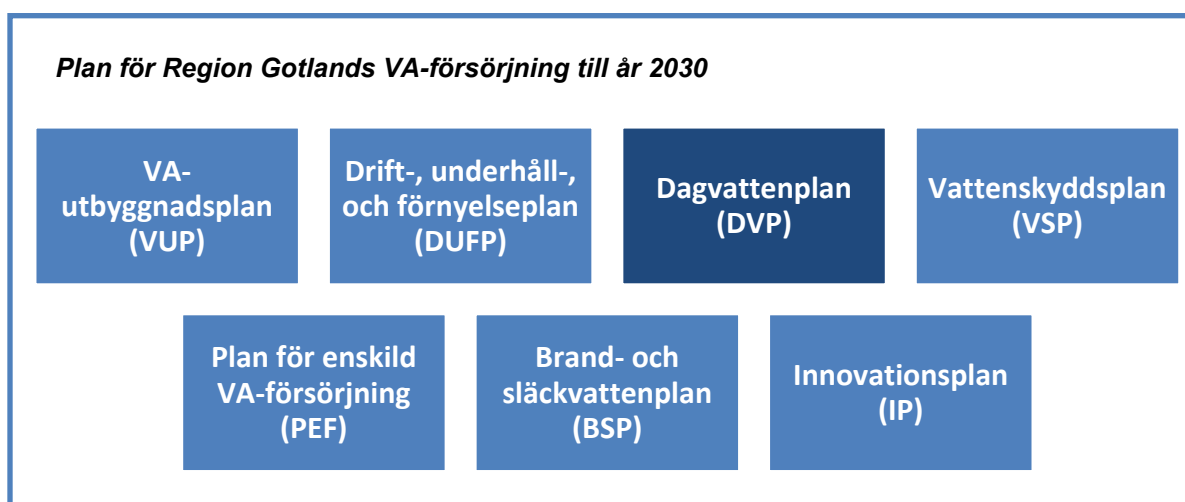 Plan för Region Gotlands VA-försörjning till år 2030
VA-
utbyggnadsplan
(VUP)
Drift-, underhåll-,
och förnyelseplan
(DUFP)
Dagvattenplan
(DVP)
Vattenskyddsplan
(VSP)
Plan för enskild
VA-försörjning
(PEF)
Brand- och
släckvattenplan
(BSP)
Innovationsplan
(IP)